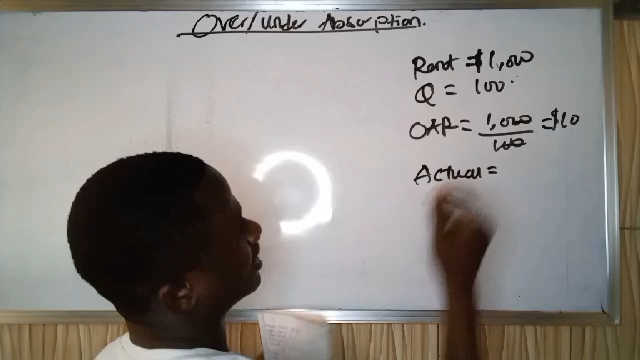 Over/under Absorption.
Rent = $1,000
Q = 100.
OAR = 1,000/100 = $10
Actual =